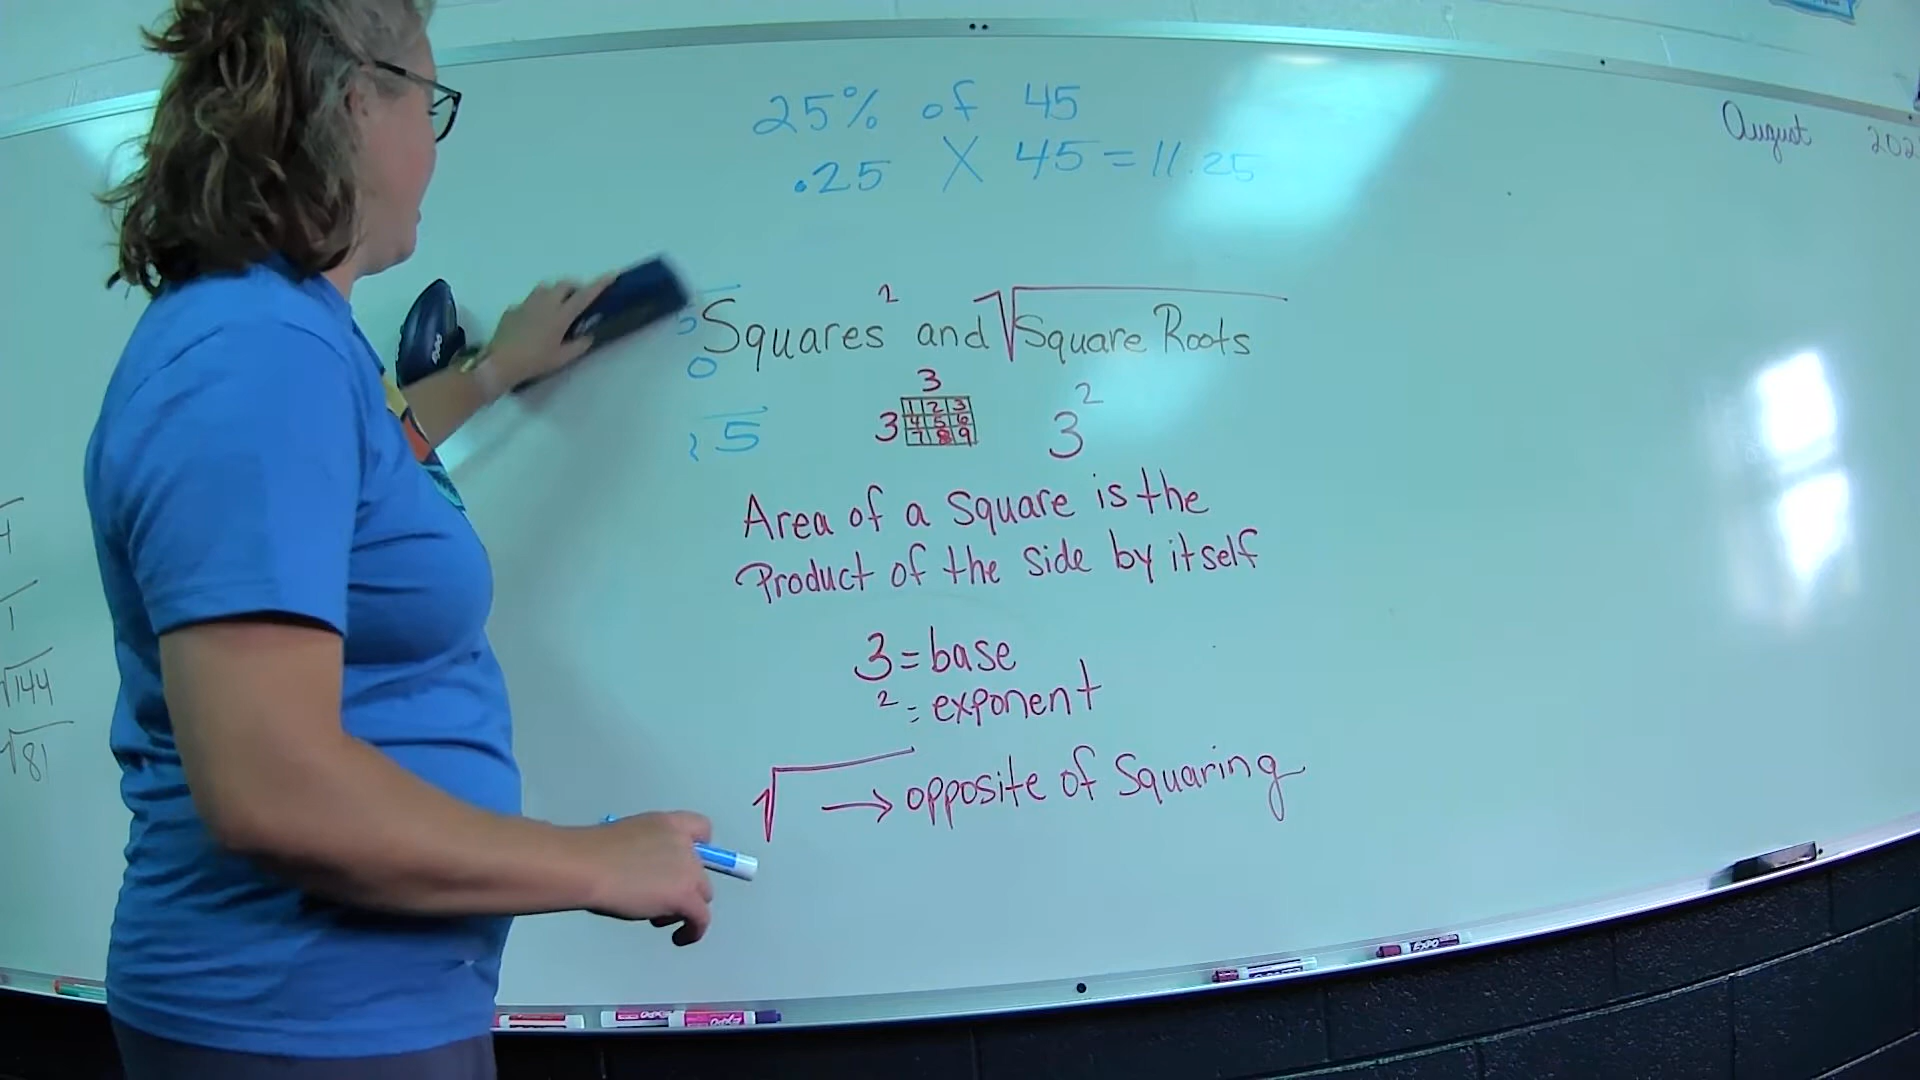 25% of 45
.25 X 45 = 11.25
August 202
Squares² and √Square Roots
0
5
3
3
1 2 3
4 5 6
7 8 9
3²
Area of a square is the
Product of the side by itself
3 = base
² = exponent
√ → opposite of Squaring
4
1
√144
√81
EXPO
EXPO